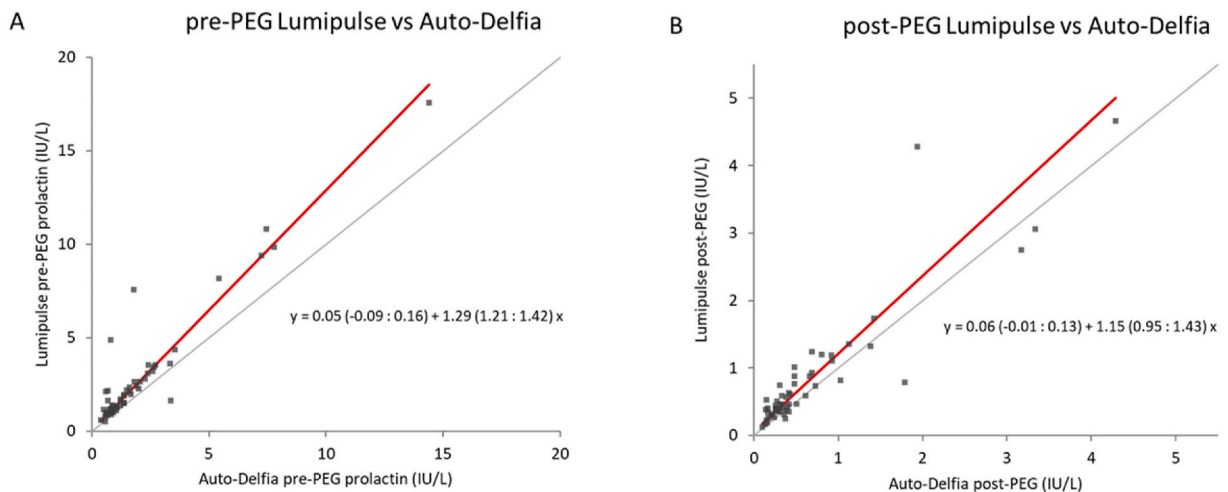 A
pre-PEG Lumipulse vs Auto-Delfia
20
15
10
5
0
Lumipulse pre-PEG prolactin (IU/L)
y = 0.05 (-0.09 : 0.16) + 1.29 (1.21 : 1.42) x
0 5 10 15 20
Auto-Delfia pre-PEG prolactin (IU/L)
B
post-PEG Lumipulse vs Auto-Delfia
5
4
3
2
1
0
Lumipulse post-PEG (IU/L)
y = 0.06 (-0.01 : 0.13) + 1.15 (0.95 : 1.43) x
0 1 2 3 4 5
Auto-Delfia post-PEG (IU/L)